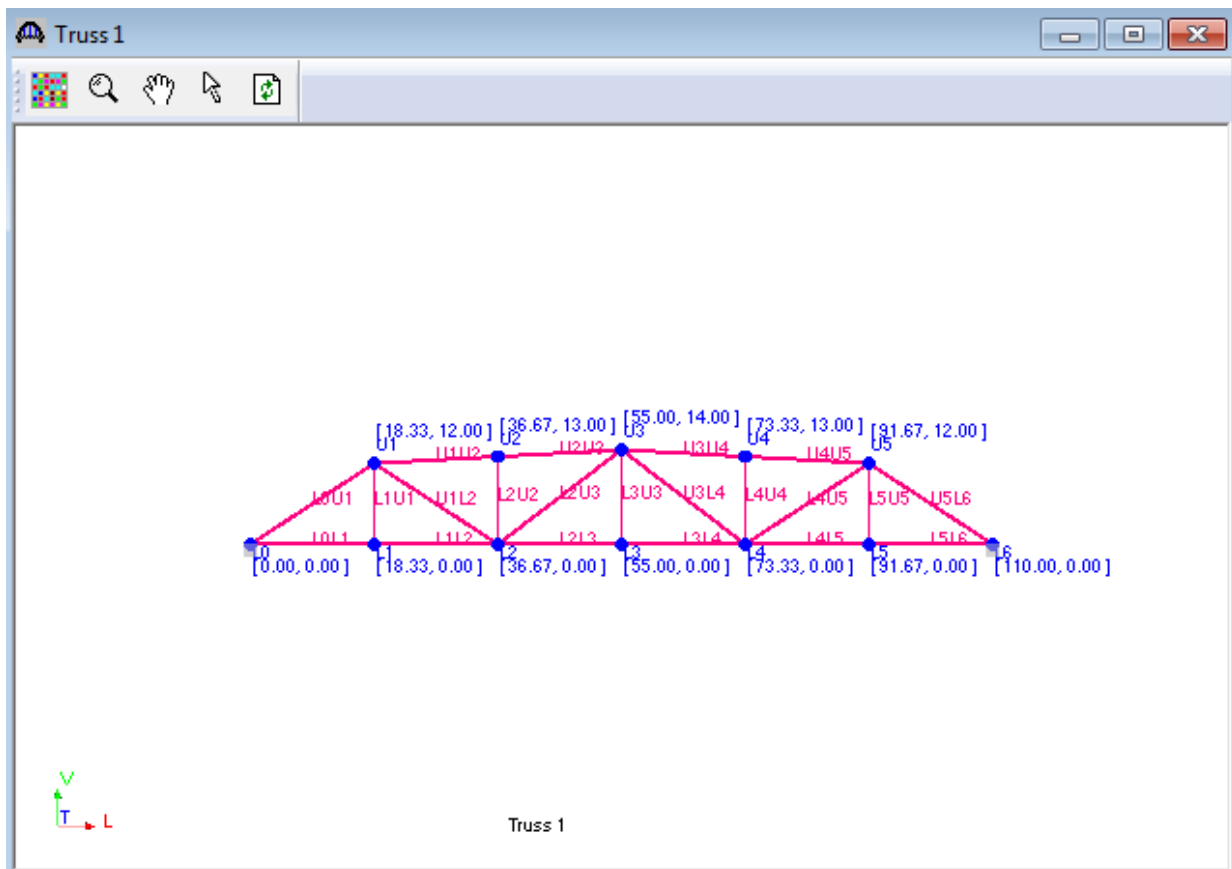 Truss 1
[18.33, 12.00 ] [36.67, 13.00 ] [55.00, 14.00 ] [73.33, 13.00 ] [91.67, 12.00 ]
U1 U2 U3 U4 U5
U1U2 U2U3 U3U4 U4U5
L0U1 L1U1 U1L2 L2U2 L2U3 L3U3 U3L4 L4U4 L4U5 L5U5 U5L6
L0L1 L1L2 L2L3 L3L4 L4L5 L5L6
L0 L1 L2 L3 L4 L5 L6
[0.00, 0.00 ] [18.33, 0.00 ] [36.67, 0.00 ] [55.00, 0.00 ] [73.33, 0.00 ] [91.67, 0.00 ] [110.00, 0.00 ]
V
T L
Truss 1